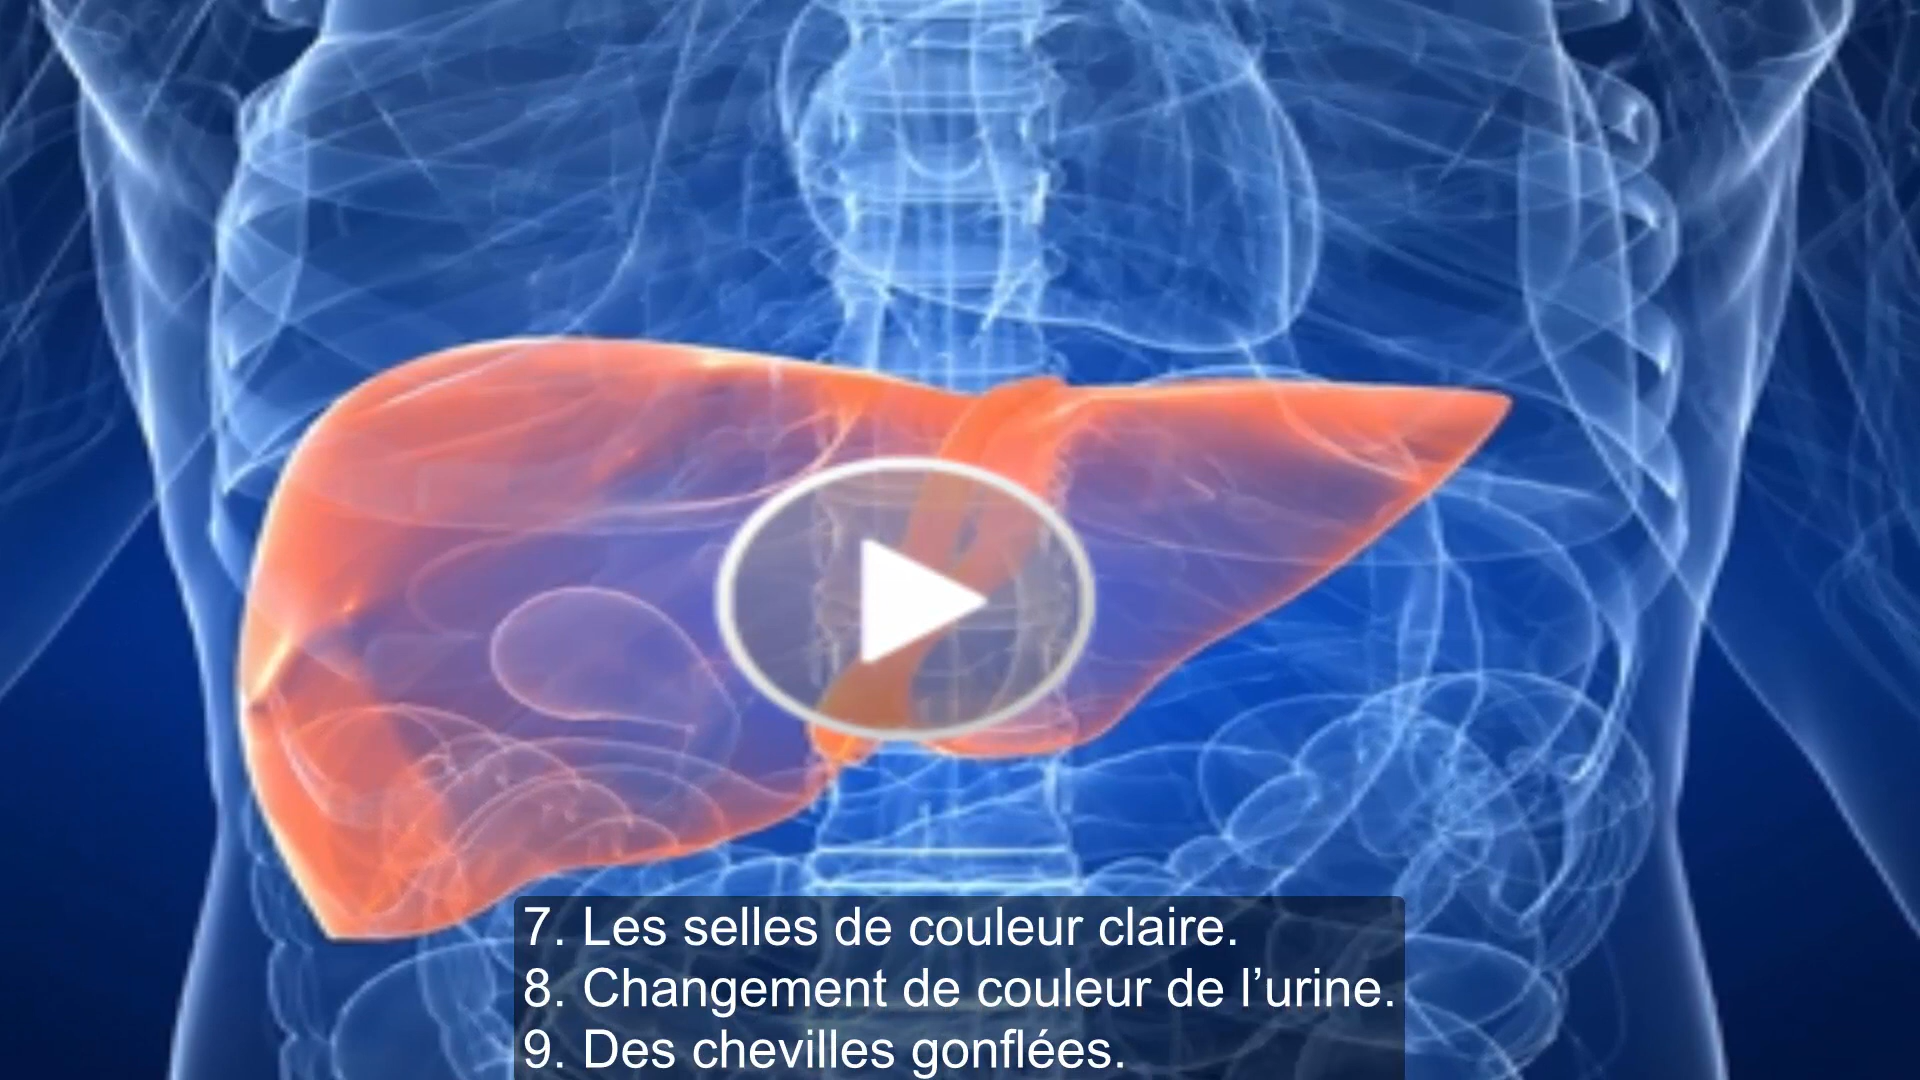 7. Les selles de couleur claire.
8. Changement de couleur de l’urine.
9. Des chevilles gonflées.